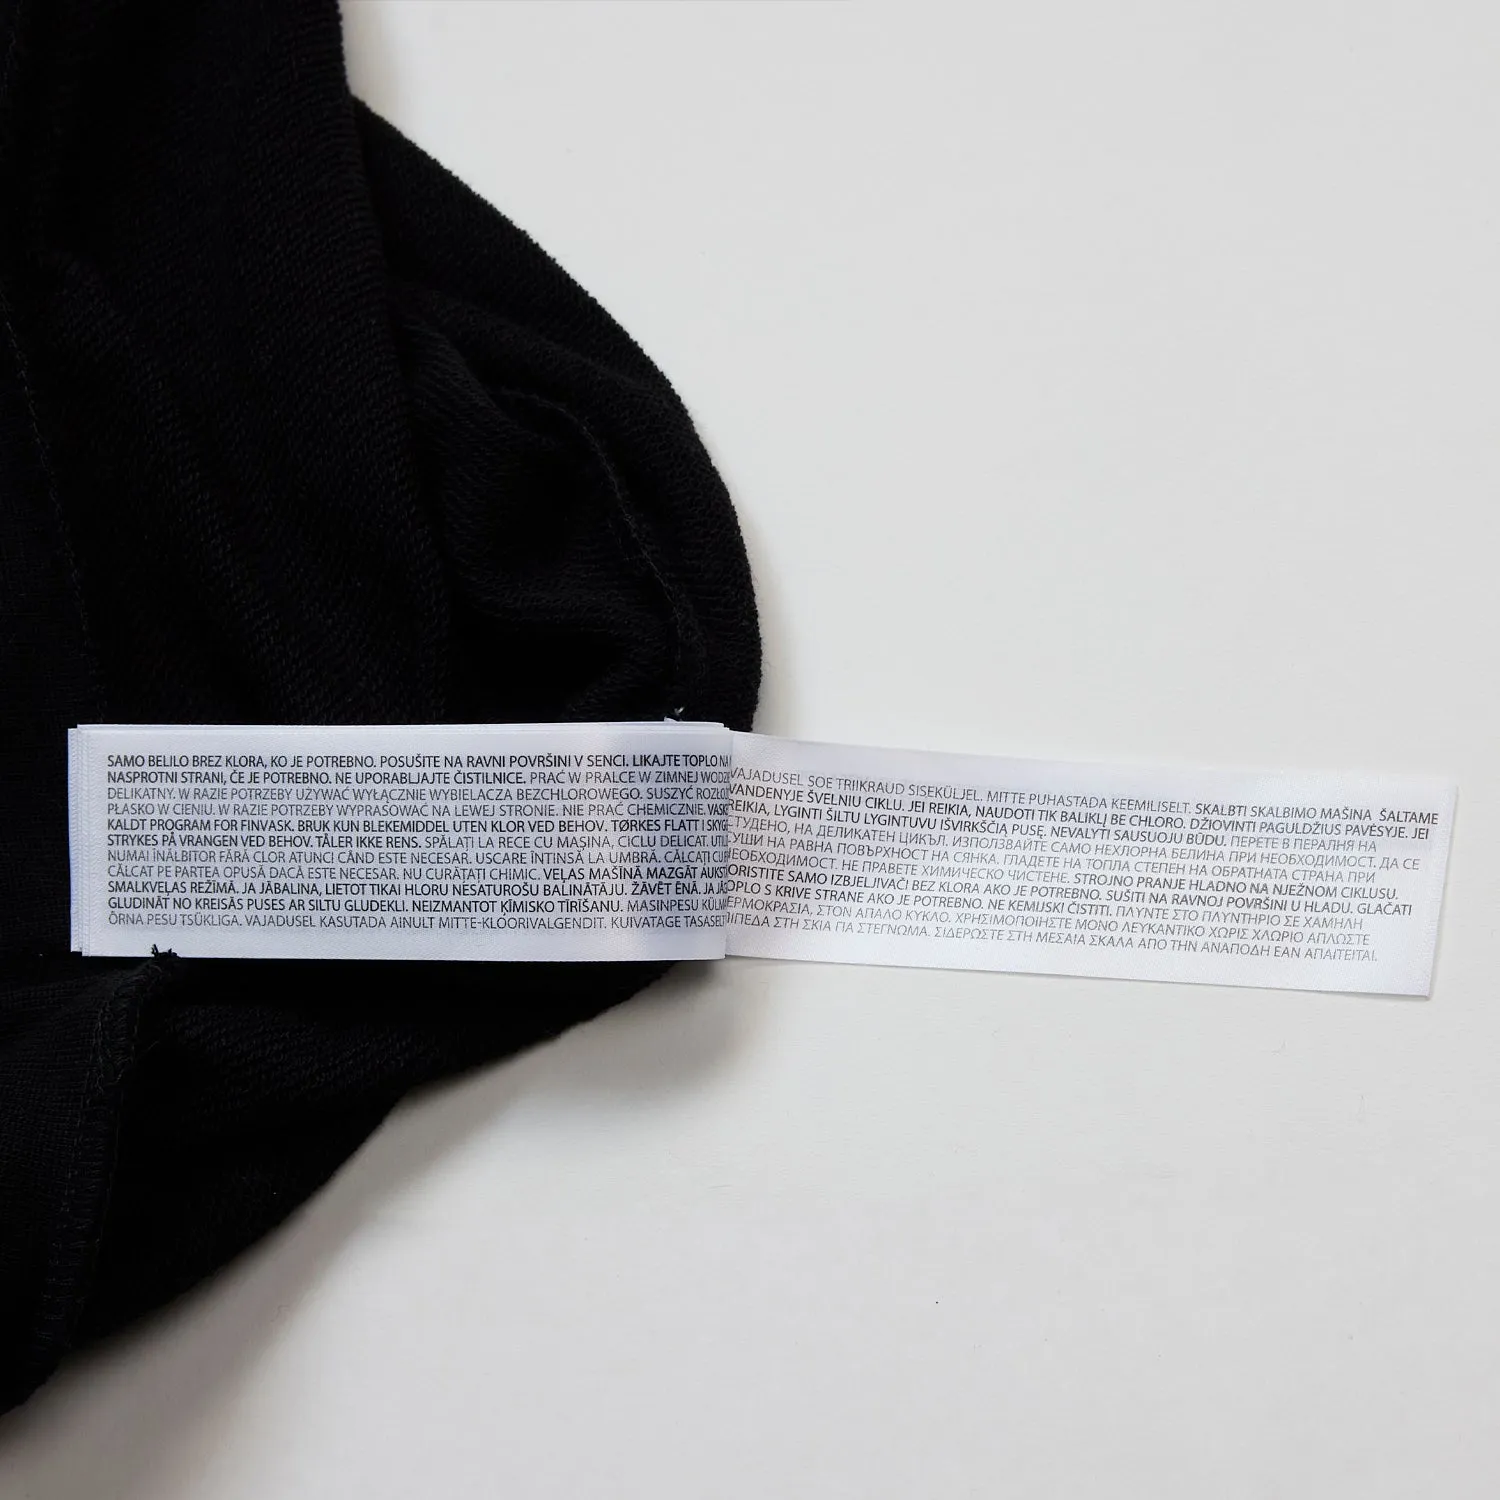 SAMO BELILO BREZ KLORA, KO JE POTREBNO. POSUŠITE NA RAVNI POVRŠINI V SENCI. LIKAJTE TOPLO
NASPROTNI STRANI, ČE JE POTREBNO. NE UPORABLJAJTE ČISTILNICE. PRAĆ W PRALCE W ZIMNEJ
DELIKATNY. W RAZIE POTRZEBY UŻYWAĆ WYŁĄCZNIE WYBIELACZA BEZCHLOROWEGO. SUSZYĆ
PŁASKO W CIENIU. W RAZIE POTRZEBY WYPRASOWAĆ NA LEWEJ STRONIE. NIE PRAĆ CHEMICZNIE.
KALDT PROGRAM FOR FINVASK. BRUK KUN BLEKEMIDDEL UTEN KLOR VED BEHOV. TØRKES FLATT I
STRYKES PÅ VRANGEN VED BEHOV. TÅLER IKKE RENS. SPĂLAȚI LA RECE CU MAȘINA, CICLU DELICAT.
NUMAI ÎNĂLBITOR FĂRĂ CLOR ATUNCI CÂND ESTE NECESAR. USCARE ÎNTINSĂ LA UMBRĂ. CĂLCAȚI
CĂLCAT PE PARTEA OPUSĂ DACĂ ESTE NECESAR. NU CURĂȚAȚI CHIMIC. VEĻAS MAŠĪNĀ MAZGĀT
SMALKVEĻAS REŽĪMĀ. JA JĀBALINA, LIETOT TIKAI HLORU NESATUROŠU BALINĀTĀJU. ŽĀVĒT ĒNĀ. JA
GLUDINĀT NO KREISĀS PUSES AR SILTU GLUDEKLI. NEIZMANTOT ĶĪMISKO TĪRĪŠANU. MASINPESU
ÕRNA PESU TSÜKLIGA. VAJADUSEL KASUTADA AINULT MITTE-KLOORIVALGENDIT. KUIVATAGE
VAJADUSEL SOE TRIIKRAUD SISEKÜLJEL. MITTE PUHASTADA KEEMILISELT. SKALBTI SKALBIMO MAŠINA ŠALTAME
VANDENYJE ŠVELNIU CIKLU. JEI REIKIA, NAUDOTI TIK BALIKLĮ BE CHLORO. DŽIOVINTI PAGULDŽIUS PAVĖSYJE. JEI
REIKIA, LYGINTI ŠILTU LYGINTUVU IŠVIRKŠČIĄ PUSĘ. NEVALYTI SAUSUOJU BŪDU. ПЕРЕТЕ В ПЕРАЛНЯ НА
СТУДЕНО, НА ДЕЛИКАТЕН ЦИКЪЛ. ИЗПОЛЗВАЙТЕ САМО НЕХЛОРНА БЕЛИНА ПРИ НЕОБХОДИМОСТ. ДА СЕ
СУШИ НА РАВНА ПОВЪРХНОСТ НА СЯНКА. ГЛАДЕТЕ НА ТОПЛА СТЕПЕН НА ОБРАТНАТА СТРАНА ПРИ
НЕОБХОДИМОСТ. НЕ ПРАВЕТЕ ХИМИЧЕСКО ЧИСТЕНЕ. STROJNO PRANJE HLADNO NA NJEŽNOM CIKLUSU.
ORISTITE SAMO IZBJELJIVAČI BEZ KLORA AKO JE POTREBNO. SUŠITI NA RAVNOJ POVRŠINI U HLADU. GLAČATI
OPLO S KRIVE STRANE AKO JE POTREBNO. NE KEMIJSKI ČISTITI. ΠΛΥΝΤΕ ΣΤΟ ΠΛΥΝΤΗΡΙΟ ΣΕ ΧΑΜΗΛΗ
ΕΡΜΟΚΡΑΣΙΑ, ΣΤΟΝ ΑΠΑΛΟ ΚΥΚΛΟ. ΧΡΗΣΙΜΟΠΟΙΗΣΤΕ ΜΟΝΟ ΛΕΥΚΑΝΤΙΚΟ ΧΩΡΙΣ ΧΛΩΡΙΟ ΑΠΛΩΣΤΕ
ΙΠΕΔΑ ΣΤΗ ΣΚΙΑ ΓΙΑ ΣΤΕΓΝΩΜΑ. ΣΙΔΕΡΩΣΤΕ ΣΤΗ ΜΕΣΑΙΑ ΣΚΑΛΑ ΑΠΟ ΤΗΝ ΑΝΑΠΟΔΗ ΕΑΝ ΑΠΑΙΤΕΙΤΑΙ.